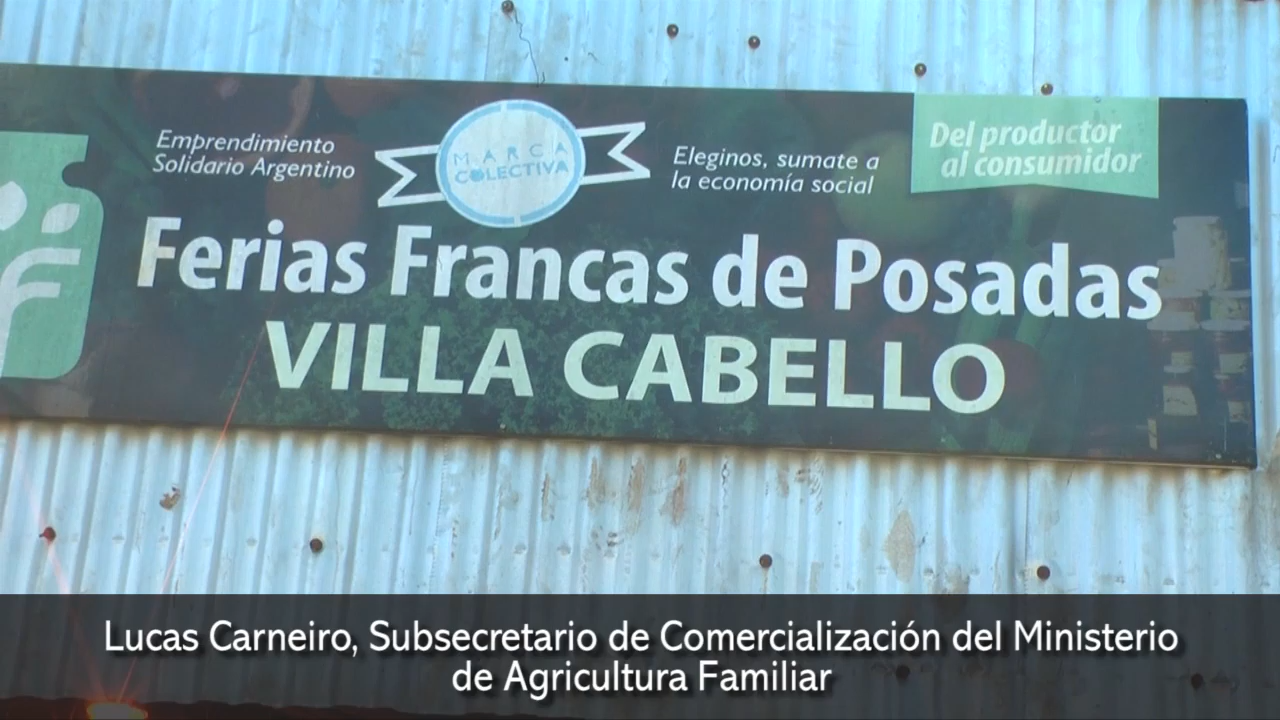 Emprendimiento
Solidario Argentino
MARCA
COLECTIVA
Eleginos, sumate a
la economía social
Del productor
al consumidor
Ferias Francas de Posadas
VILLA CABELLO
Lucas Carneiro, Subsecretario de Comercialización del Ministerio
de Agricultura Familiar